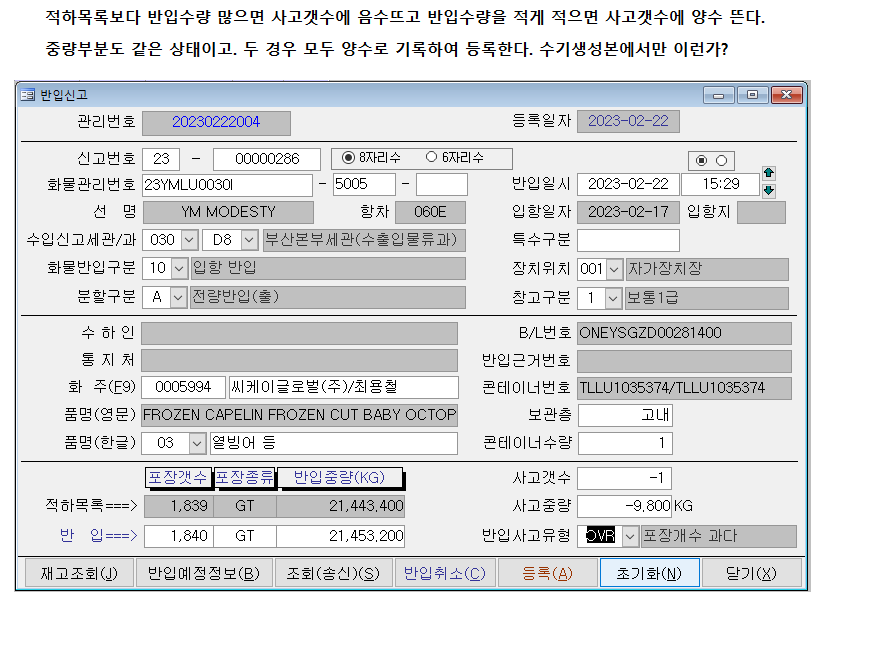 적하목록보다 반입수량 많으면 사고갯수에 음수뜨고 반입수량을 적게 적으면 사고갯수에 양수 뜬다.
중량부분도 같은 상태이고. 두 경우 모두 양수로 기록하여 등록한다. 수기생성본에서만 이런가?
반입신고
관리번호 20230222004 등록일자 2023-02-22
신고번호 23 - 00000286 8자리수 6자리수
화물관리번호 23YMLU0030I - 5005 - 반입일시 2023-02-22 15:29
선 명 YM MODESTY 항차 060E 입항일자 2023-02-17 입항지
수입신고세관/과 030 D8 부산본부세관(수출입물류과) 특수구분
화물반입구분 10 입항 반입 장치위치 001 자가장치장
분할구분 A 전량반입(출) 창고구분 1 보통1급
수 하 인 B/L번호 ONEYSGZD00281400
통 지 처 반입근거번호
화 주(F9) 0005994 씨케이글로벌(주)/최용철 콘테이너번호 TLLU1035374/TLLU1035374
품명(영문) FROZEN CAPELIN FROZEN CUT BABY OCTOP 보관층 고내
품명(한글) 03 열빙어 등 콘테이너수량 1
포장갯수 포장종류 반입중량(KG) 사고갯수 -1
적하목록===> 1,839 GT 21,443.400 사고중량 -9,800 KG
반 입===> 1,840 GT 21,453.200 반입사고유형 OVR 포장개수 과다
재고조회(J) 반입예정정보(B) 조회(송신)(S) 반입취소(C) 등록(A) 초기화(N) 닫기(X)